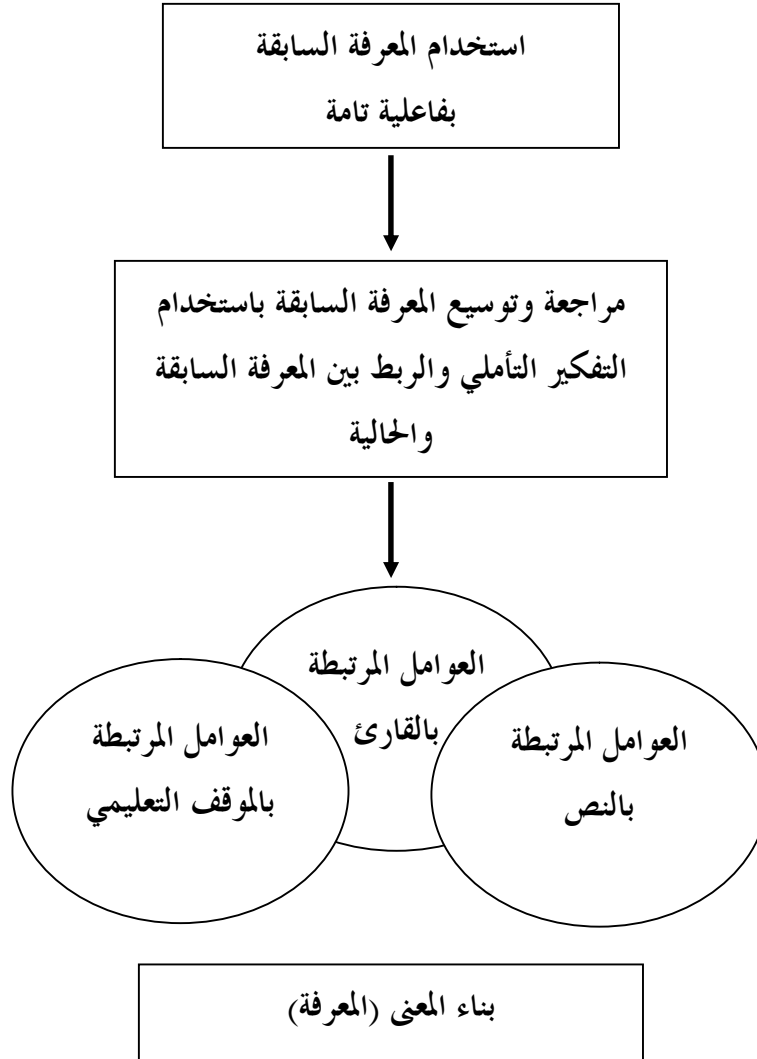 استخدام المعرفة السابقة
بفاعلية تامة
مراجعة وتوسيع المعرفة السابقة باستخدام
التفكير التأملي والربط بين المعرفة السابقة
والحالية
العوامل المرتبطة
بالقارئ
العوامل المرتبطة
بالنص
العوامل المرتبطة
بالموقف التعليمي
بناء المعنى (المعرفة)